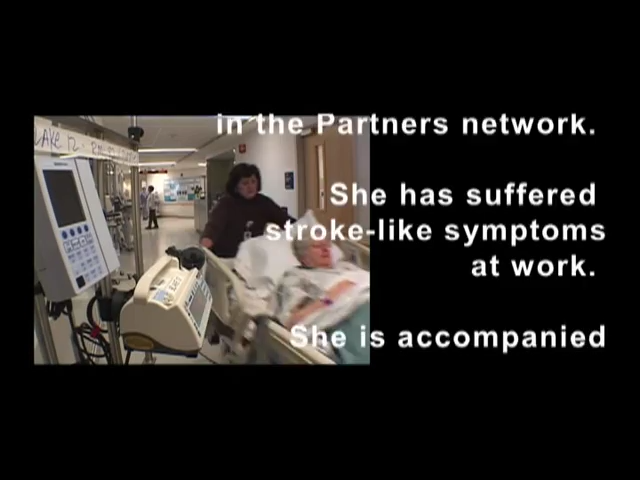 in the Partners network.
She has suffered
stroke-like symptoms
at work.
She is accompanied